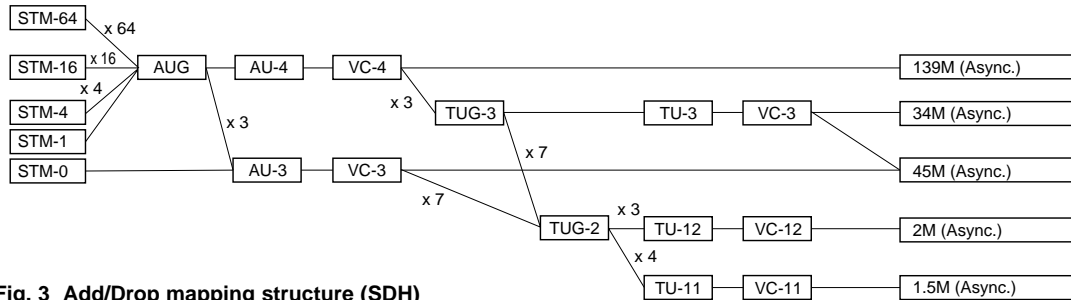 STM-64
x 64
STM-16
x 16
AUG
AU-4
VC-4
139M (Async.)
x 4
x 3
STM-4
TUG-3
TU-3
VC-3
34M (Async.)
x 3
STM-1
x 7
STM-0
AU-3
VC-3
45M (Async.)
x 7
x 3
TUG-2
TU-12
VC-12
2M (Async.)
x 4
Fig. 3 Add/Drop mapping structure (SDH)
TU-11
VC-11
1.5M (Async.)